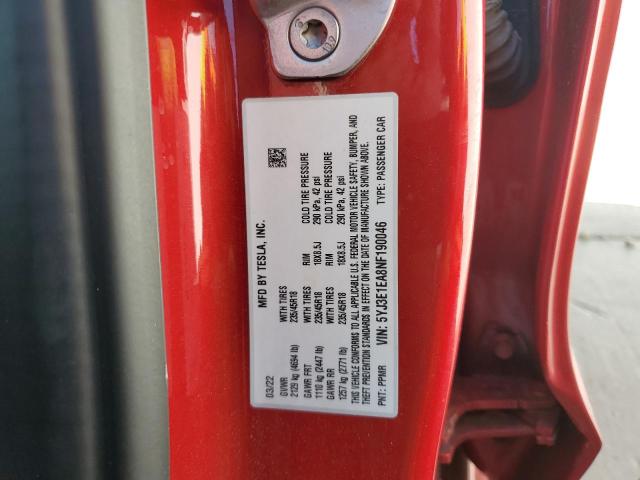 MFD BY TESLA, INC.
03/22
GVWR WITH TIRES RIM COLD TIRE PRESSURE
2129 kg (4694 lb) 235/45R18 18X8.5J 290 kPa, 42 psi
GAWR FRT WITH TIRES RIM COLD TIRE PRESSURE
1110 kg (2447 lb) 235/45R18 18X8.5J 290 kPa, 42 psi
GAWR RR
1257 kg (2771 lb) 235/45R18
THIS VEHICLE CONFORMS TO ALL APPLICABLE U.S. FEDERAL MOTOR VEHICLE SAFETY, BUMPER, AND
THEFT PREVENTION STANDARDS IN EFFECT ON THE DATE OF MANUFACTURE SHOWN ABOVE.
VIN: 5YJ3E1EA8NF190046 TYPE: PASSENGER CAR
PNT: PPMR